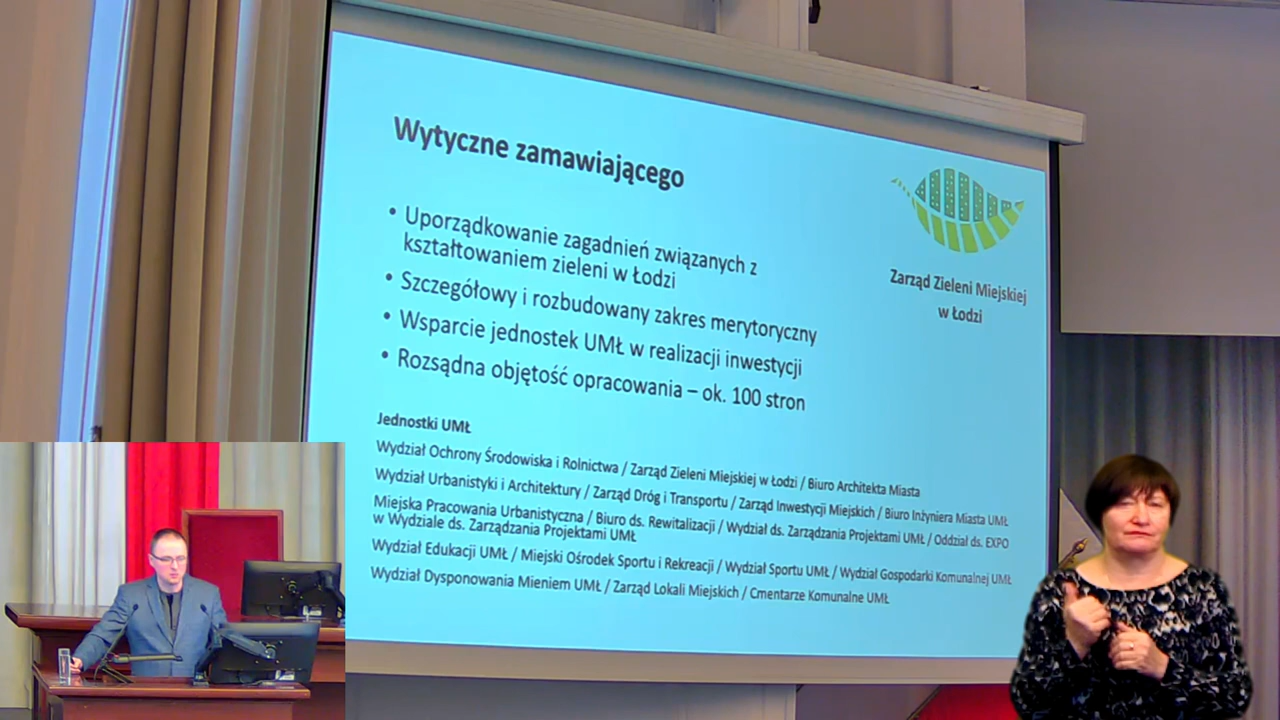 Wytyczne zamawiającego
• Uporządkowanie zagadnień związanych z
kształtowaniem zieleni w Łodzi
• Szczegółowy i rozbudowany zakres merytoryczny
• Wsparcie jednostek UMŁ w realizacji inwestycji
• Rozsądna objętość opracowania – ok. 100 stron
Zarząd Zieleni Miejskiej
w Łodzi
Jednostki UMŁ
Wydział Ochrony Środowiska i Rolnictwa / Zarząd Zieleni Miejskiej w Łodzi / Biuro Architekta Miasta
Wydział Urbanistyki i Architektury / Zarząd Dróg i Transportu / Zarząd Inwestycji Miejskich / Biuro Inżyniera Miasta UMŁ
Miejska Pracowania Urbanistyczna / Biuro ds. Rewitalizacji / Wydział ds. Zarządzania Projektami UMŁ / Oddział ds. EXPO
w Wydziale ds. Zarządzania Projektami UMŁ
Wydział Edukacji UMŁ / Miejski Ośrodek Sportu i Rekreacji / Wydział Sportu UMŁ / Wydział Gospodarki Komunalnej UMŁ
Wydział Dysponowania Mieniem UMŁ / Zarząd Lokali Miejskich / Cmentarze Komunalne UMŁ